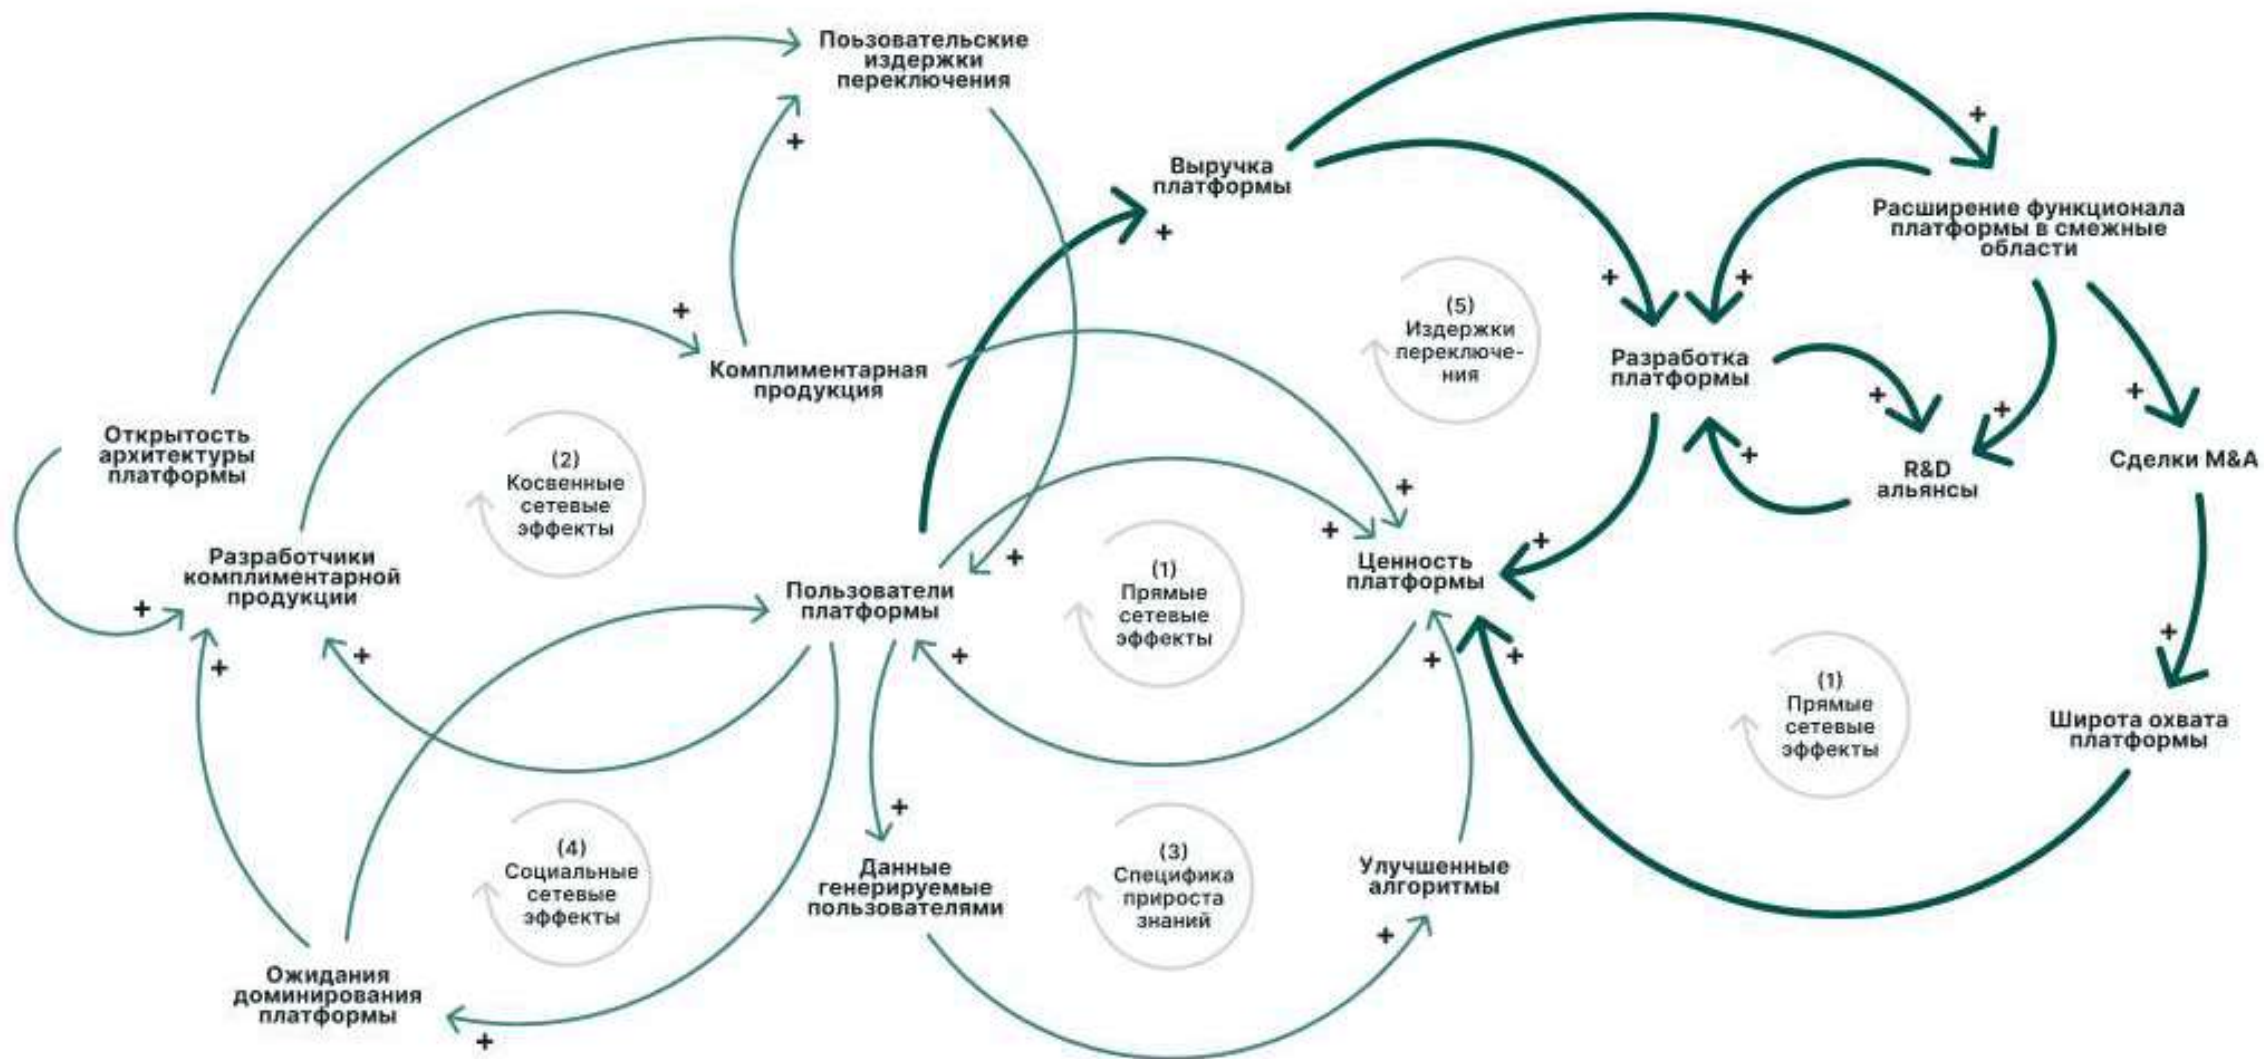 Поьзовательские
издержки
переключения
+
Выручка
платформы
+
+
Расширение функционала
платформы в смежные
области
+
+
+
(5)
Издержки
переключе-
ния
Разработка
платформы
+
+
+
+
R&D
альянсы
Сделки M&A
+
Комплиментарная
продукция
Открытость
архитектуры
платформы
(2)
Косвенные
сетевые
эффекты
+
+
+
+
Разработчики
комплиментарной
продукции
+
Пользователи
платформы
(1)
Прямые
сетевые
эффекты
Ценность
платформы
+
+
+
+
+
+
+
(1)
Прямые
сетевые
эффекты
Широта охвата
платформы
(4)
Социальные
сетевые
эффекты
+
Данные
генерируемые
пользователями
(3)
Специфика
прироста
знаний
Улучшенные
алгоритмы
+
Ожидания
доминирования
платформы
+